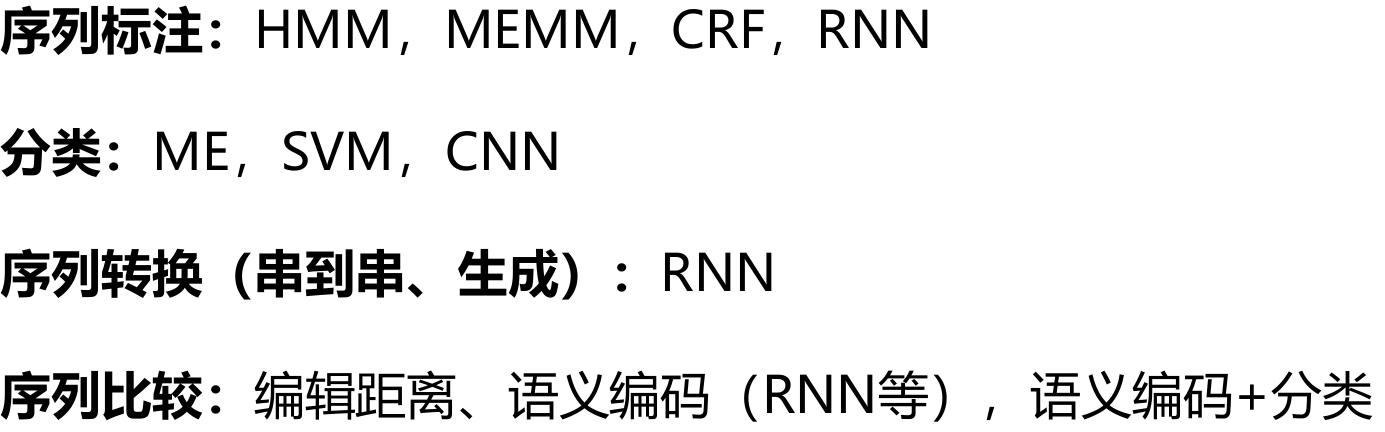 序列标注：HMM，MEMM，CRF，RNN
分类：ME，SVM，CNN
序列转换（串到串、生成）：RNN
序列比较：编辑距离、语义编码（RNN等），语义编码+分类